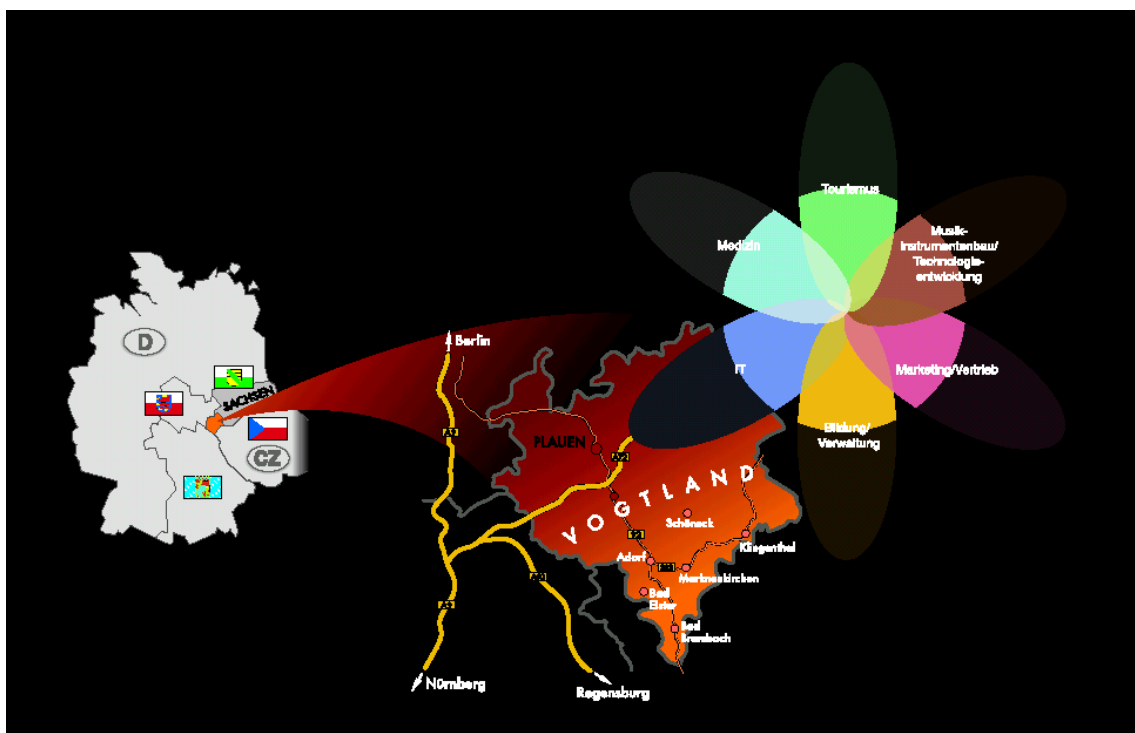 Tourismus
Medizin
Musik-
instrumentenbau/
Technologie-
entwicklung
IT
Marketing/Vertrieb
Bildung/
Verwaltung
D
SACHSEN
CZ
Berlin
A9
PLAUEN
A72
VOGTLAND
Schöneck
Klingenthal
Adorf
Markneukirchen
Bad
Elster
A93
A9
Bad
Brambach
Nürnberg
Regensburg